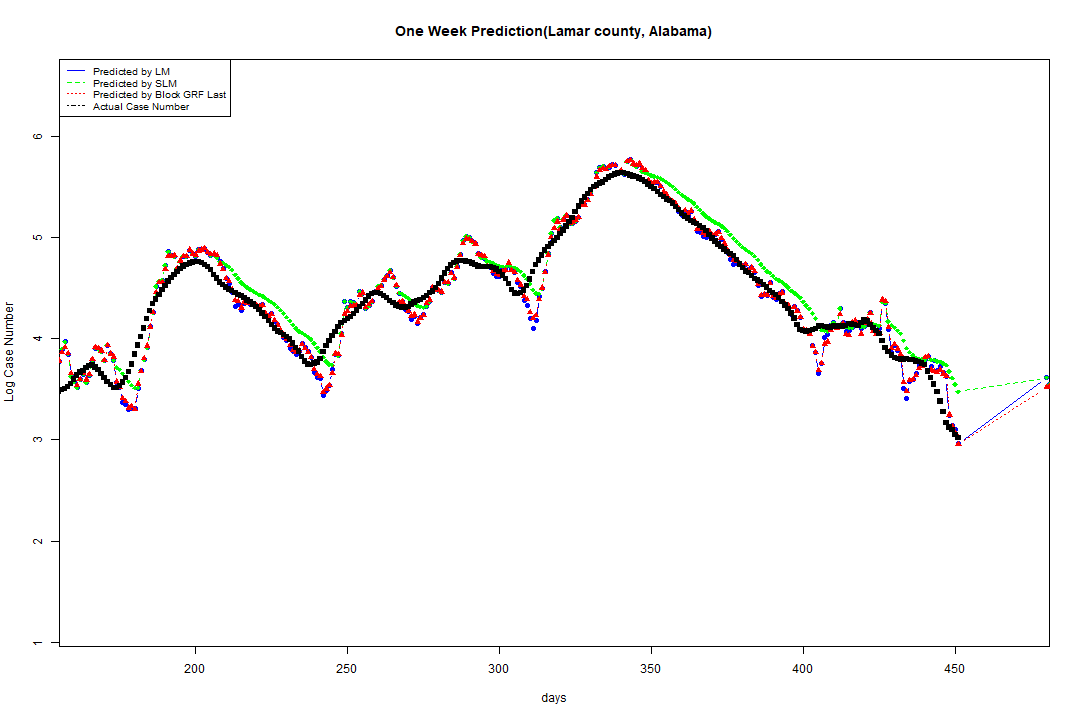 One Week Prediction(Lamar county, Alabama)
Predicted by LM
Predicted by SLM
Predicted by Block GRF Last
Actual Case Number
6
5
4
3
2
1
Log Case Number
200 250 300 350 400 450
days